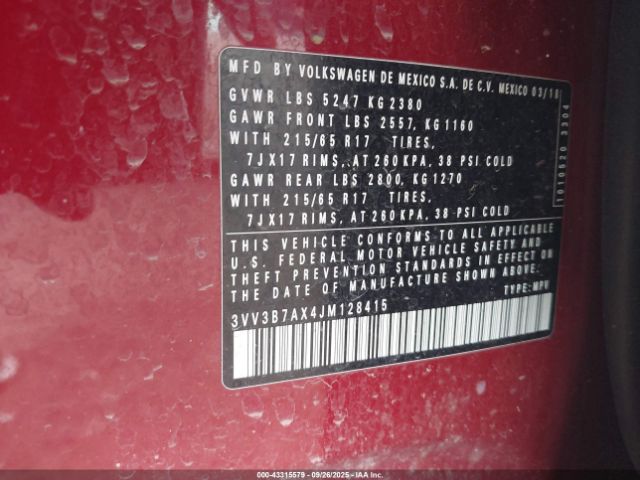 MFD BY VOLKSWAGEN DE MEXICO S.A. DE C.V. MEXICO 03/18
GVWR LBS 5247 KG 2380
GAWR FRONT LBS 2557, KG 1160
WITH 215/65 R17 TIRES,
7JX17 RIMS, AT 260 KPA, 38 PSI COLD
GAWR REAR LBS 2800, KG 1270
WITH 215/65 R17 TIRES,
7JX17 RIMS, AT 260 KPA, 38 PSI COLD
THIS VEHICLE CONFORMS TO ALL APPLICABLE
U.S. FEDERAL MOTOR VEHICLE SAFETY AND
THEFT PREVENTION STANDARDS IN EFFECT ON
THE DATE OF MANUFACTURE SHOWN ABOVE.
3VV3B7AX4JM128415 TYPE: MPV
1010620 3304
000-43315579 - 09/26/2025 - IAAI.com